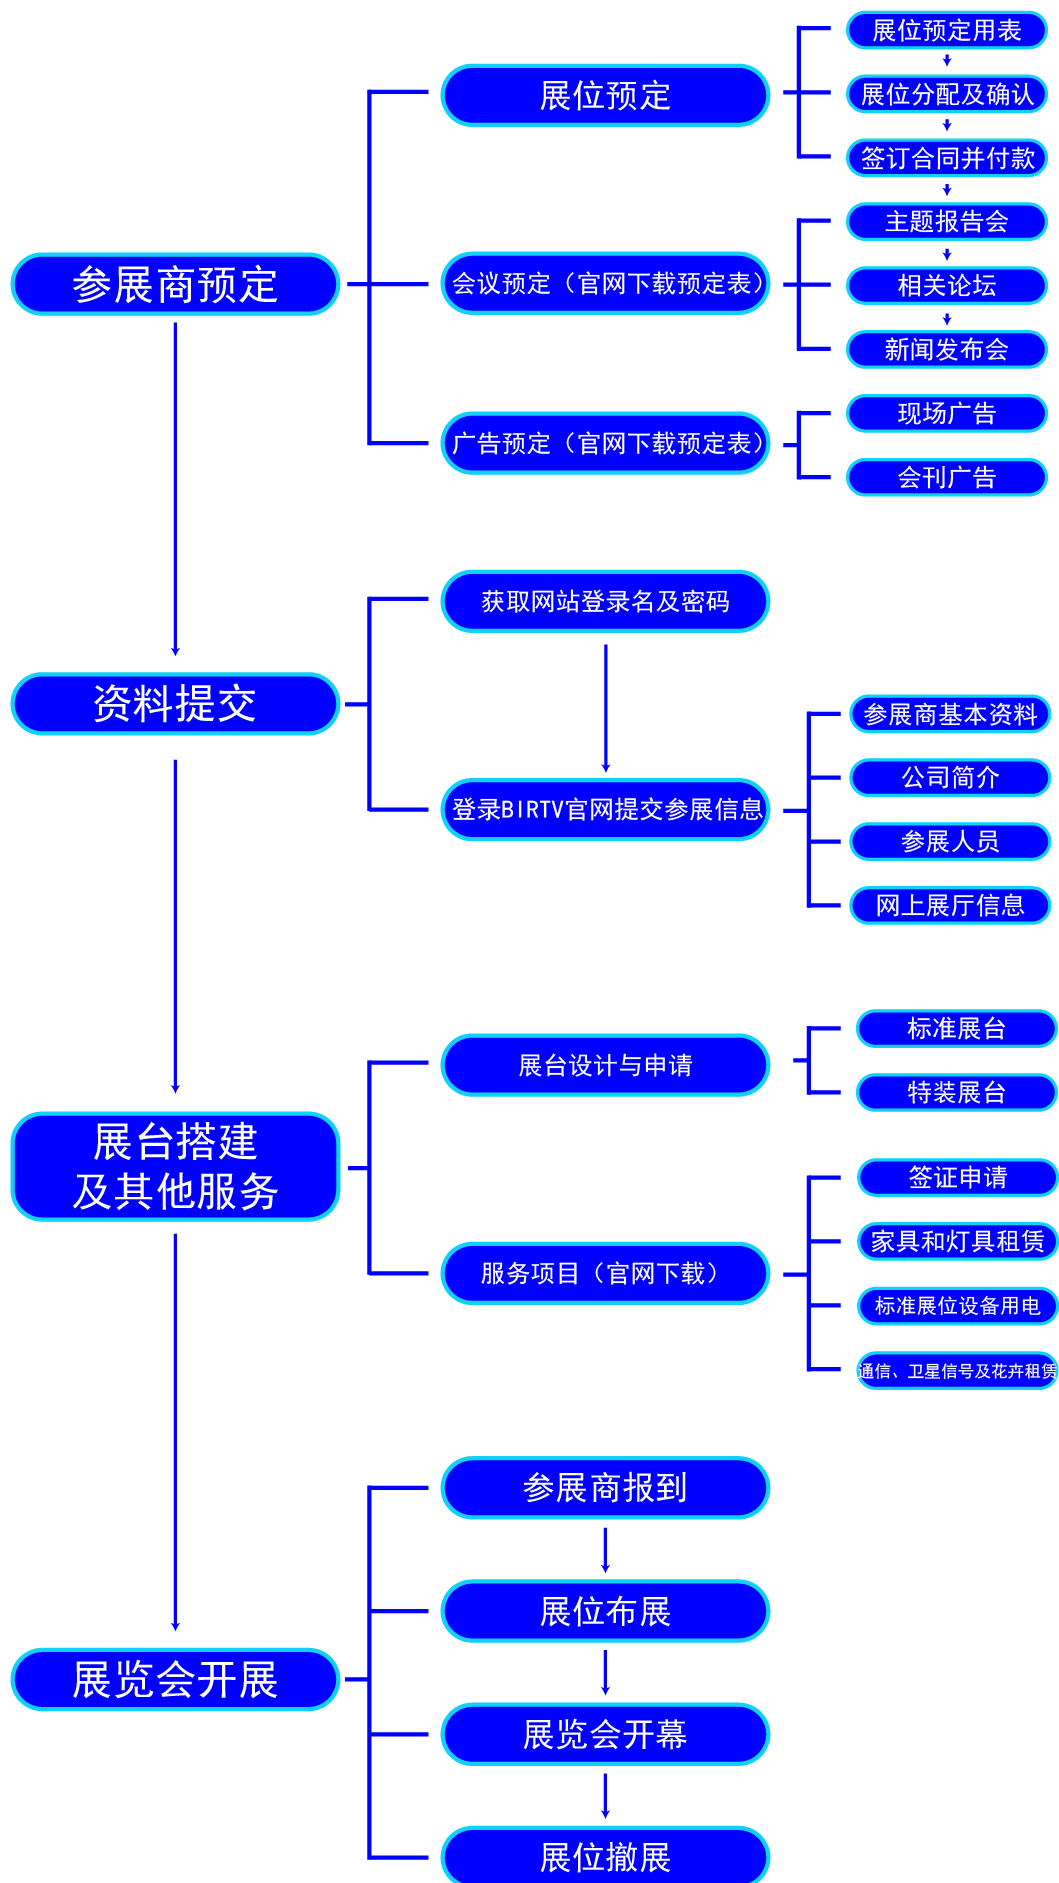 参展商预定
展位预定
展位预定用表
展位分配及确认
签订合同并付款
会议预定（官网下载预定表）
主题报告会
相关论坛
新闻发布会
广告预定（官网下载预定表）
现场广告
会刊广告
资料提交
获取网站登录名及密码
登录BIRTV官网提交参展信息
参展商基本资料
公司简介
参展人员
网上展厅信息
展台搭建
及其他服务
展台设计与申请
标准展台
特装展台
服务项目（官网下载）
签证申请
家具和灯具租赁
标准展位设备用电
通信、卫星信号及花卉租赁
展览会开展
参展商报到
展位布展
展览会开幕
展位撤展